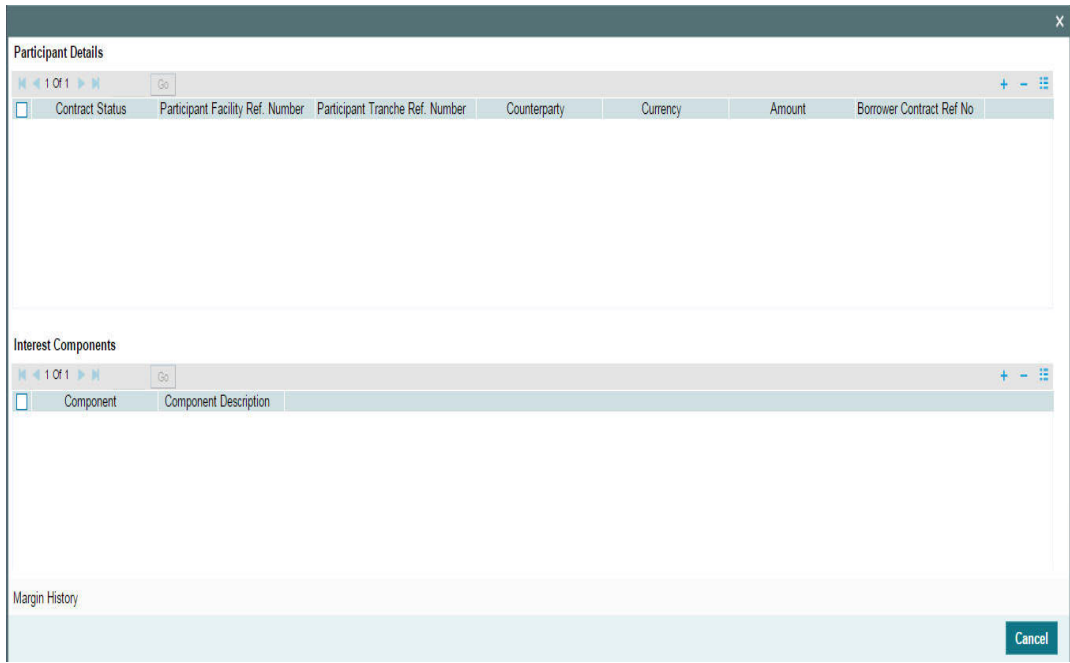 X
Participant Details
1 Of 1 Go
Contract Status Participant Facility Ref. Number Participant Tranche Ref. Number Counterparty Currency Amount Borrower Contract Ref No
Interest Components
1 Of 1 Go
Component Component Description
Margin History
Cancel